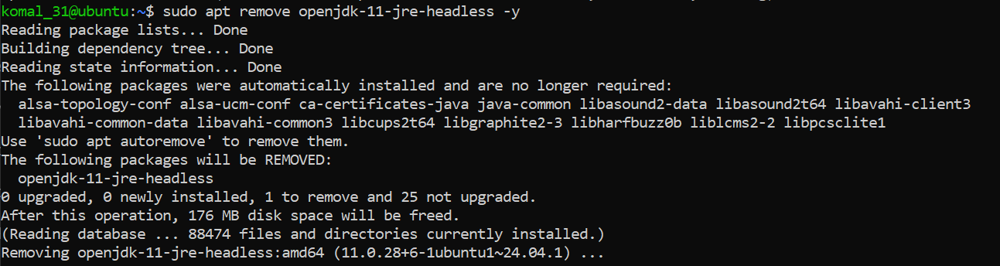 komal_31@ubuntu:~$ sudo apt remove openjdk-11-jre-headless -y
Reading package lists... Done
Building dependency tree... Done
Reading state information... Done
The following packages were automatically installed and are no longer required:
  alsa-topology-conf alsa-ucm-conf ca-certificates-java java-common libasound2-data libasound2t64 libavahi-client3
  libavahi-common-data libavahi-common3 libcups2t64 libgraphite2-3 libharfbuzz0b liblcms2-2 libpcsclite1
Use 'sudo apt autoremove' to remove them.
The following packages will be REMOVED:
  openjdk-11-jre-headless
0 upgraded, 0 newly installed, 1 to remove and 25 not upgraded.
After this operation, 176 MB disk space will be freed.
(Reading database ... 88474 files and directories currently installed.)
Removing openjdk-11-jre-headless:amd64 (11.0.28+6-1ubuntu1~24.04.1) ...